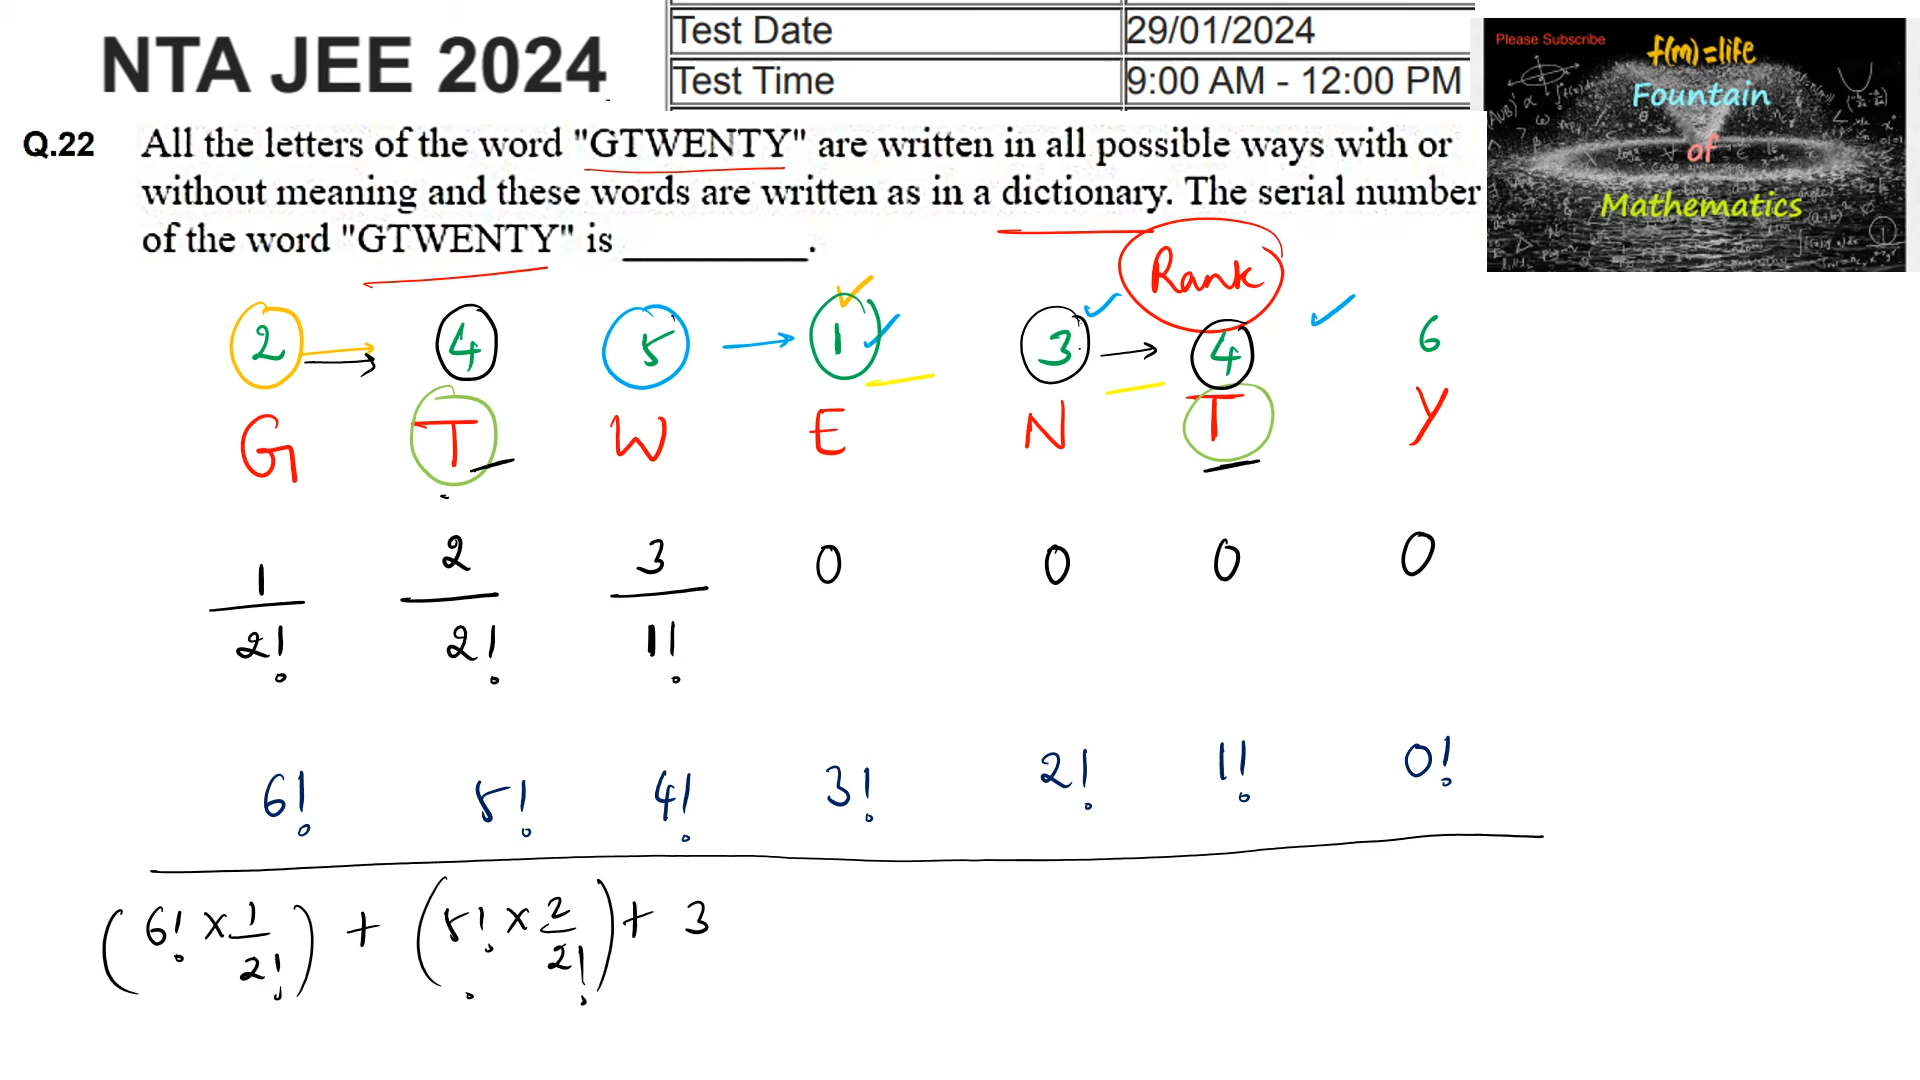 NTA JEE 2024
Test Date 29/01/2024
Test Time 9:00 AM - 12:00 PM
Please Subscribe
f(m)=life
Fountain
of
Mathematics
Q.22 All the letters of the word "GTWENTY" are written in all possible ways with or
without meaning and these words are written as in a dictionary. The serial number
of the word "GTWENTY" is __________.
Rank
2 → 4 5 → 1 3 → 4 6
G T W E N T Y
1/2! 2/2! 3/1! 0 0 0 0
6! 5! 4! 3! 2! 1! 0!
(6! × 1/2!) + (5! × 2/2!) + 3